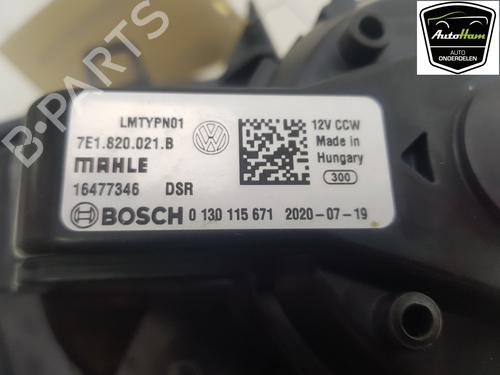 AutoHam
AUTO
ONDERDELEN
B-PARTS
LMTYPN01
7E1.820.021.B
MAHLE
16477346 DSR
12V CCW
Made in
Hungary
300
BOSCH 0 130 115 671 2020-07-19